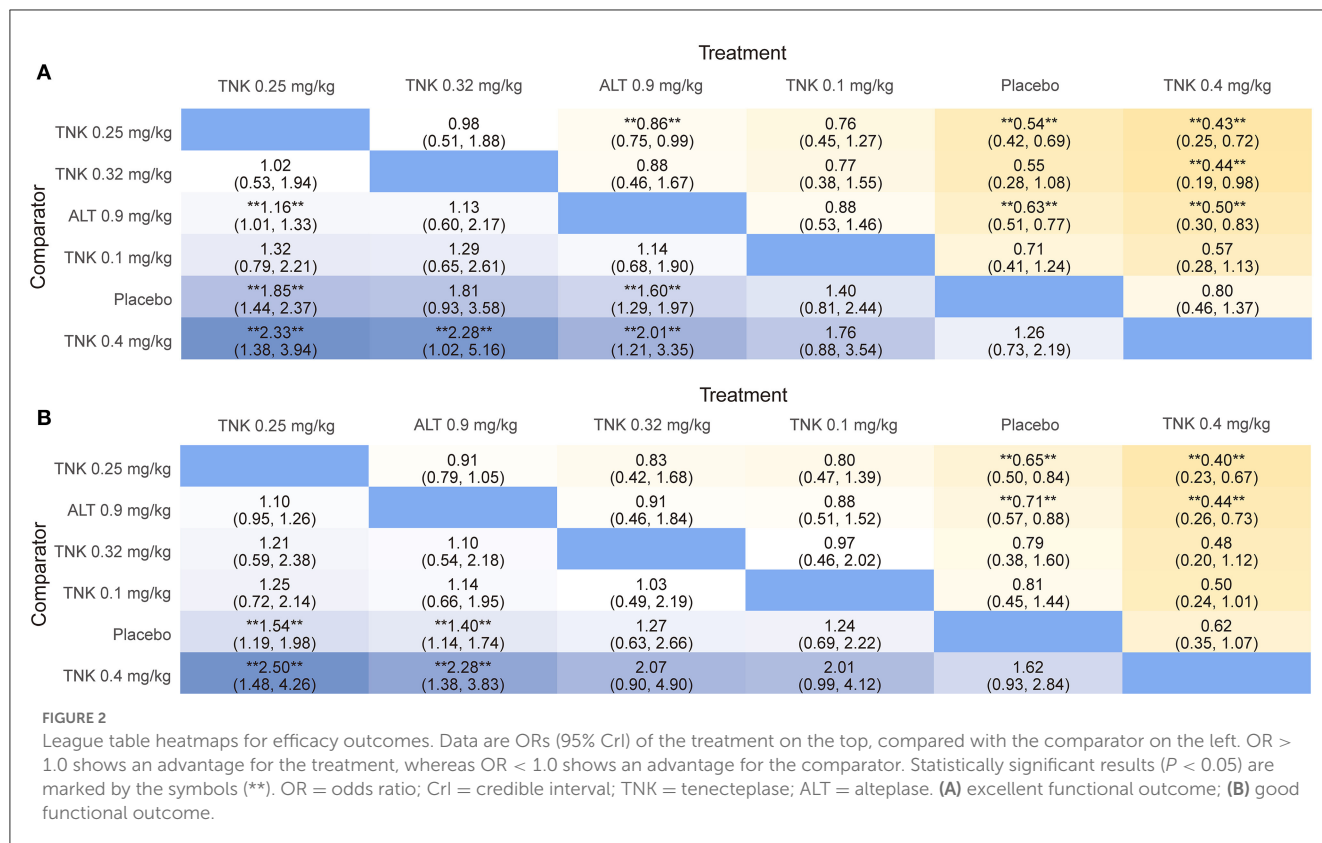 Treatment
A
TNK 0.25 mg/kg TNK 0.32 mg/kg ALT 0.9 mg/kg TNK 0.1 mg/kg Placebo TNK 0.4 mg/kg
Comparator
TNK 0.25 mg/kg 0.98 **0.86** 0.76 **0.54** **0.43**
(0.51, 1.88) (0.75, 0.99) (0.45, 1.27) (0.42, 0.69) (0.25, 0.72)
TNK 0.32 mg/kg 1.02 0.88 0.77 0.55 **0.44**
(0.53, 1.94) (0.46, 1.67) (0.38, 1.55) (0.28, 1.08) (0.19, 0.98)
ALT 0.9 mg/kg **1.16** 1.13 0.88 **0.63** **0.50**
(1.01, 1.33) (0.60, 2.17) (0.53, 1.46) (0.51, 0.77) (0.30, 0.83)
TNK 0.1 mg/kg 1.32 1.29 1.14 0.71 0.57
(0.79, 2.21) (0.65, 2.61) (0.68, 1.90) (0.41, 1.24) (0.28, 1.13)
Placebo **1.85** 1.81 **1.60** 1.40 0.80
(1.44, 2.37) (0.93, 3.58) (1.29, 1.97) (0.81, 2.44) (0.46, 1.37)
TNK 0.4 mg/kg **2.33** **2.28** **2.01** 1.76 1.26
(1.38, 3.94) (1.02, 5.16) (1.21, 3.35) (0.88, 3.54) (0.73, 2.19)
Treatment
B
TNK 0.25 mg/kg ALT 0.9 mg/kg TNK 0.32 mg/kg TNK 0.1 mg/kg Placebo TNK 0.4 mg/kg
Comparator
TNK 0.25 mg/kg 0.91 0.83 0.80 **0.65** **0.40**
(0.79, 1.05) (0.42, 1.68) (0.47, 1.39) (0.50, 0.84) (0.23, 0.67)
ALT 0.9 mg/kg 1.10 0.91 0.88 **0.71** **0.44**
(0.95, 1.26) (0.46, 1.84) (0.51, 1.52) (0.57, 0.88) (0.26, 0.73)
TNK 0.32 mg/kg 1.21 1.10 0.97 0.79 0.48
(0.59, 2.38) (0.54, 2.18) (0.46, 2.02) (0.38, 1.60) (0.20, 1.12)
TNK 0.1 mg/kg 1.25 1.14 1.03 0.81 0.50
(0.72, 2.14) (0.66, 1.95) (0.49, 2.19) (0.45, 1.44) (0.24, 1.01)
Placebo **1.54** **1.40** 1.27 1.24 0.62
(1.19, 1.98) (1.14, 1.74) (0.63, 2.66) (0.69, 2.22) (0.35, 1.07)
TNK 0.4 mg/kg **2.50** **2.28** 2.07 2.01 1.62
(1.48, 4.26) (1.38, 3.83) (0.90, 4.90) (0.99, 4.12) (0.93, 2.84)
FIGURE 2
League table heatmaps for efficacy outcomes. Data are ORs (95% CrI) of the treatment on the top, compared with the comparator on the left. OR >
1.0 shows an advantage for the treatment, whereas OR < 1.0 shows an advantage for the comparator. Statistically significant results (P < 0.05) are
marked by the symbols (**). OR = odds ratio; CrI = credible interval; TNK = tenecteplase; ALT = alteplase. (A) excellent functional outcome; (B) good
functional outcome.